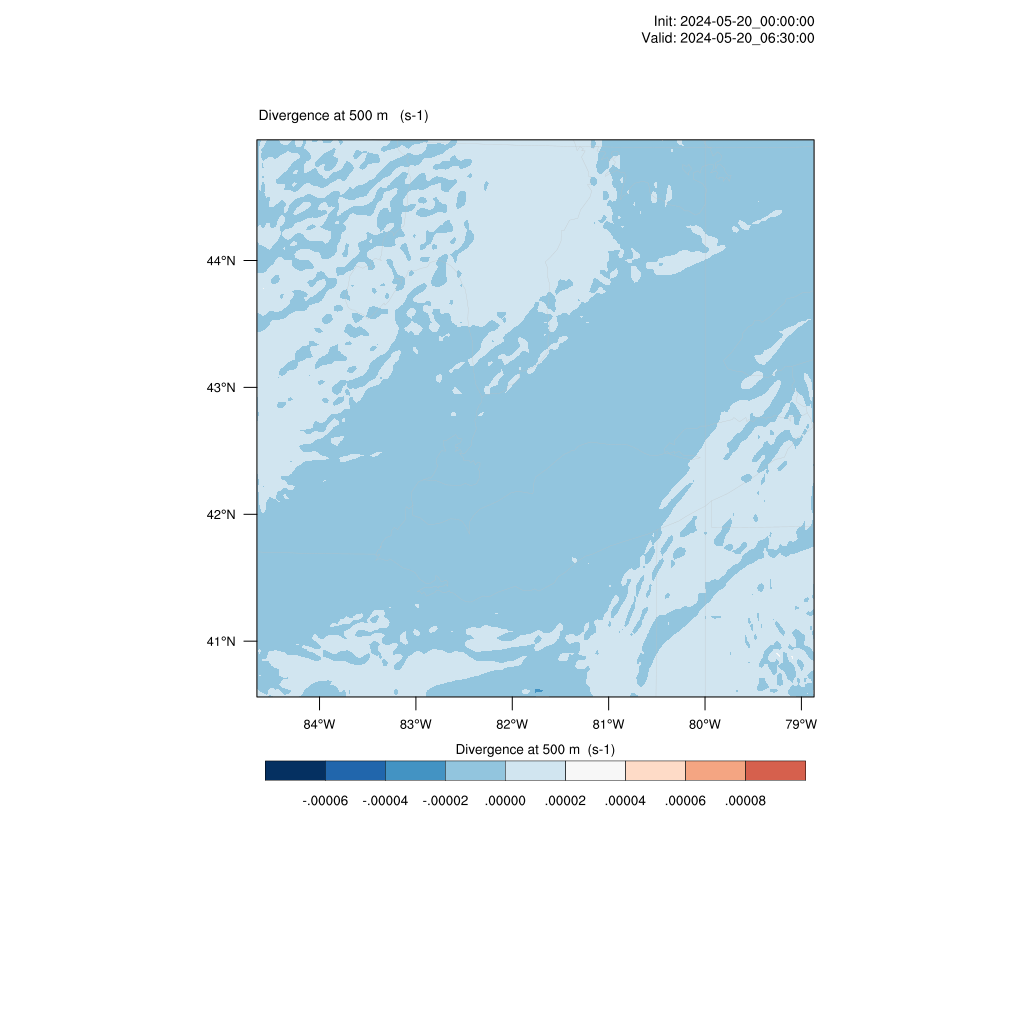 Init: 2024-05-20_00:00:00
Valid: 2024-05-20_06:30:00
Divergence at 500 m (s-1)
44°N
43°N
42°N
41°N
84°W 83°W 82°W 81°W 80°W 79°W
Divergence at 500 m (s-1)
-.00006 -.00004 -.00002 .00000 .00002 .00004 .00006 .00008